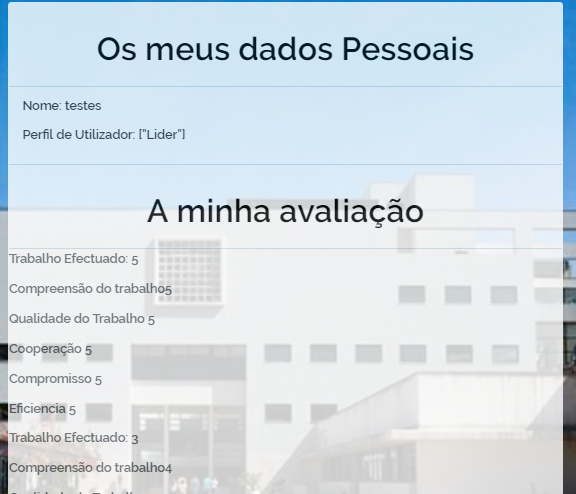 Os meus dados Pessoais
Nome: testes
Perfil de Utilizador: ["Lider"]
A minha avaliação
Trabalho Efectuado: 5
Compreensão do trabalho5
Qualidade do Trabalho 5
Cooperação 5
Compromisso 5
Eficiencia 5
Trabalho Efectuado: 3
Compreensão do trabalho4